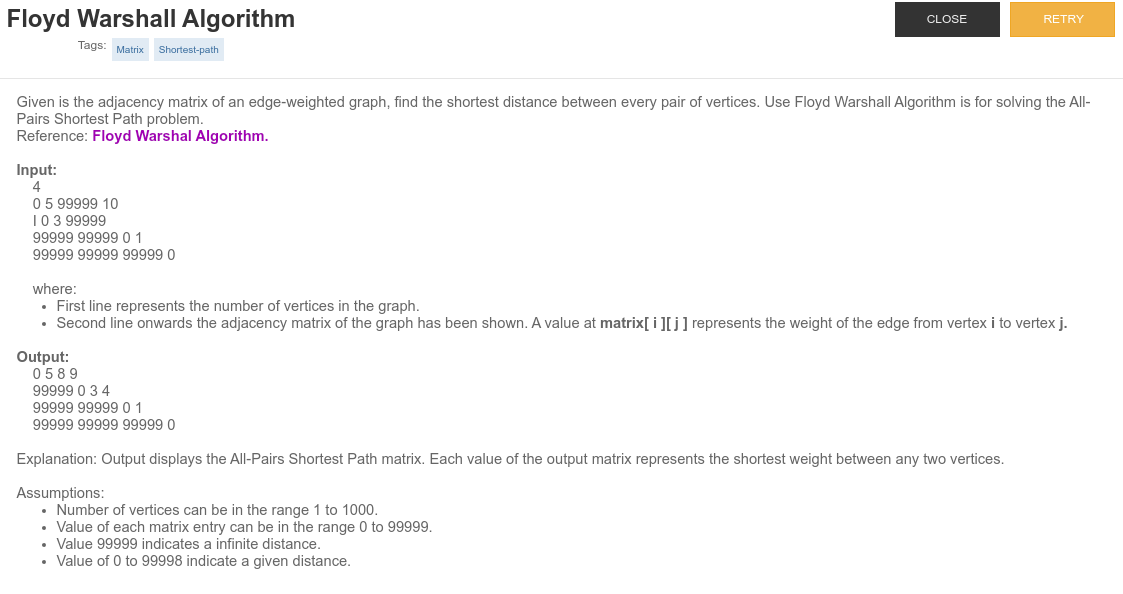 Floyd Warshall Algorithm
CLOSE
RETRY
Tags: Matrix Shortest-path
Given is the adjacency matrix of an edge-weighted graph, find the shortest distance between every pair of vertices. Use Floyd Warshall Algorithm is for solving the All-
Pairs Shortest Path problem.
Reference: Floyd Warshal Algorithm.
Input:
4
0 5 99999 10
I 0 3 99999
99999 99999 0 1
99999 99999 99999 0
where:
• First line represents the number of vertices in the graph.
• Second line onwards the adjacency matrix of the graph has been shown. A value at matrix[ i ][ j ] represents the weight of the edge from vertex i to vertex j.
Output:
0 5 8 9
99999 0 3 4
99999 99999 0 1
99999 99999 99999 0
Explanation: Output displays the All-Pairs Shortest Path matrix. Each value of the output matrix represents the shortest weight between any two vertices.
Assumptions:
• Number of vertices can be in the range 1 to 1000.
• Value of each matrix entry can be in the range 0 to 99999.
• Value 99999 indicates a infinite distance.
• Value of 0 to 99998 indicate a given distance.